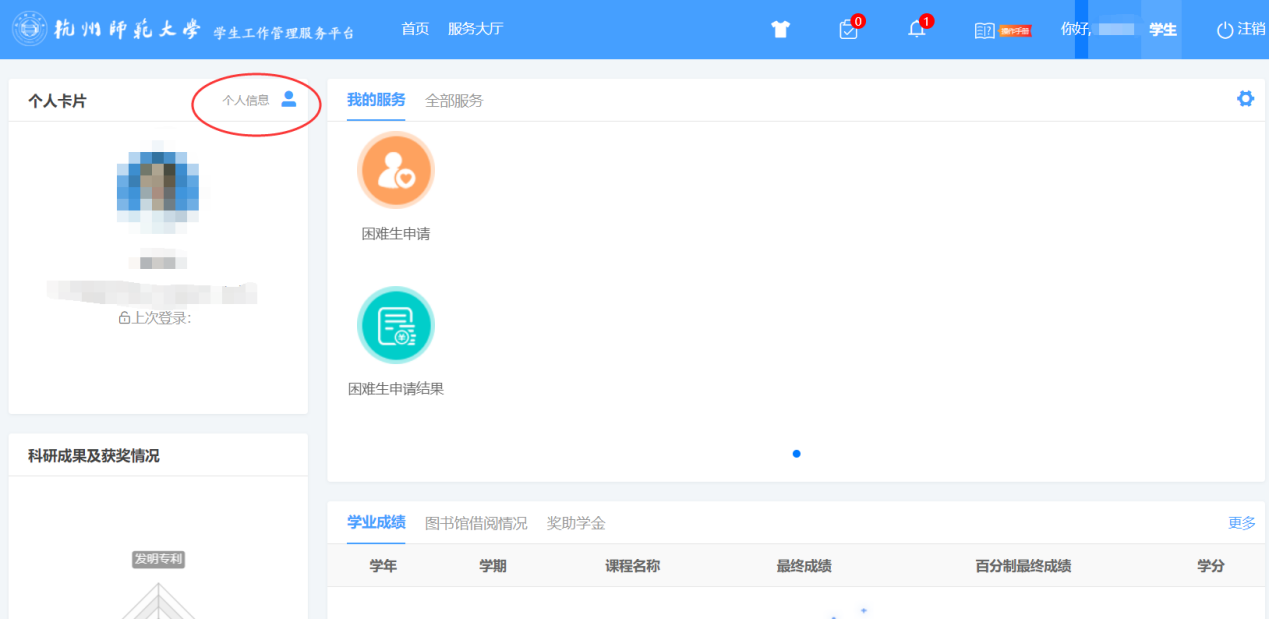 杭州师范大学 学生工作管理服务平台 首页 服务大厅 0 1 操作手册 你好, 学生 注销
个人卡片 个人信息
上次登录:
科研成果及获奖情况
发明专利
我的服务 全部服务
困难生申请
困难生申请结果
学业成绩 图书馆借阅情况 奖助学金 更多
学年 学期 课程名称 最终成绩 百分制最终成绩 学分